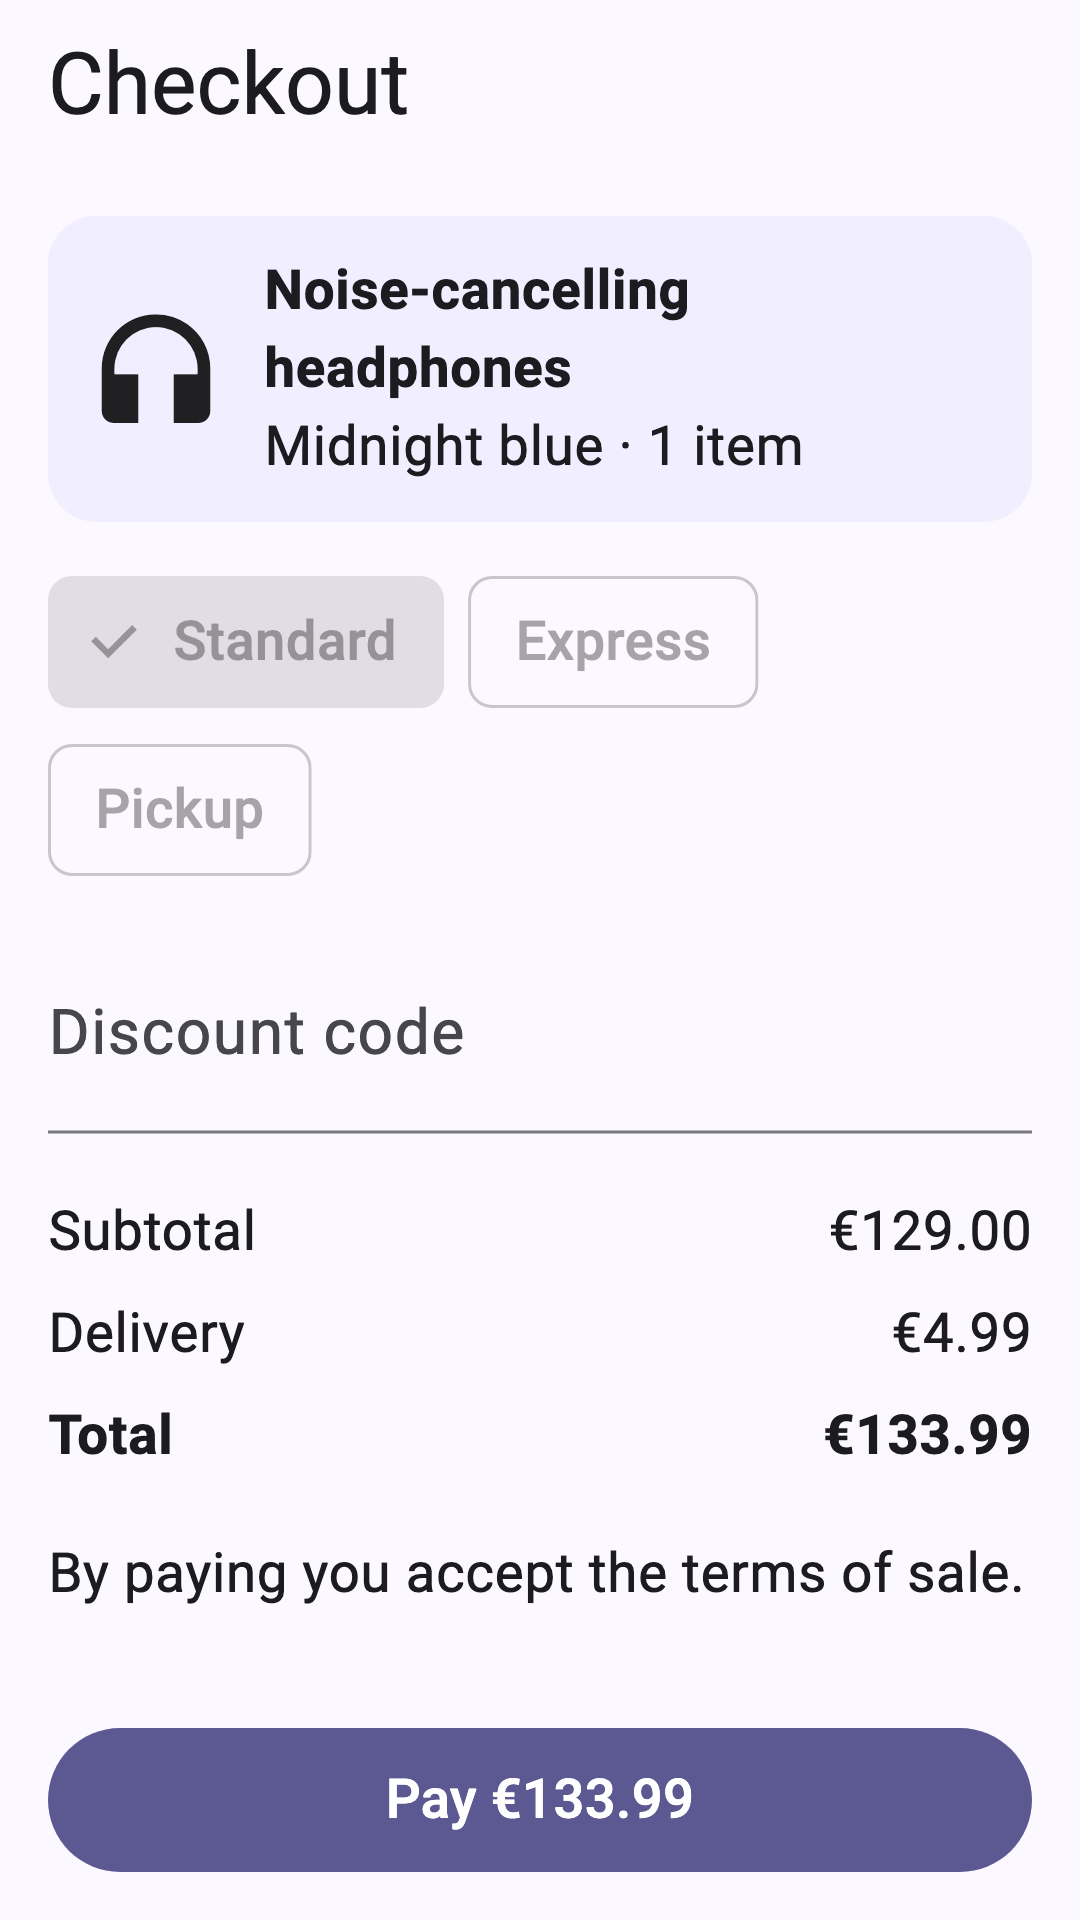 Checkout
Noise-cancelling
headphones
Midnight blue · 1 item
Standard
Express
Pickup
Discount code
Subtotal €129.00
Delivery €4.99
Total €133.99
By paying you accept the terms of sale.
Pay €133.99